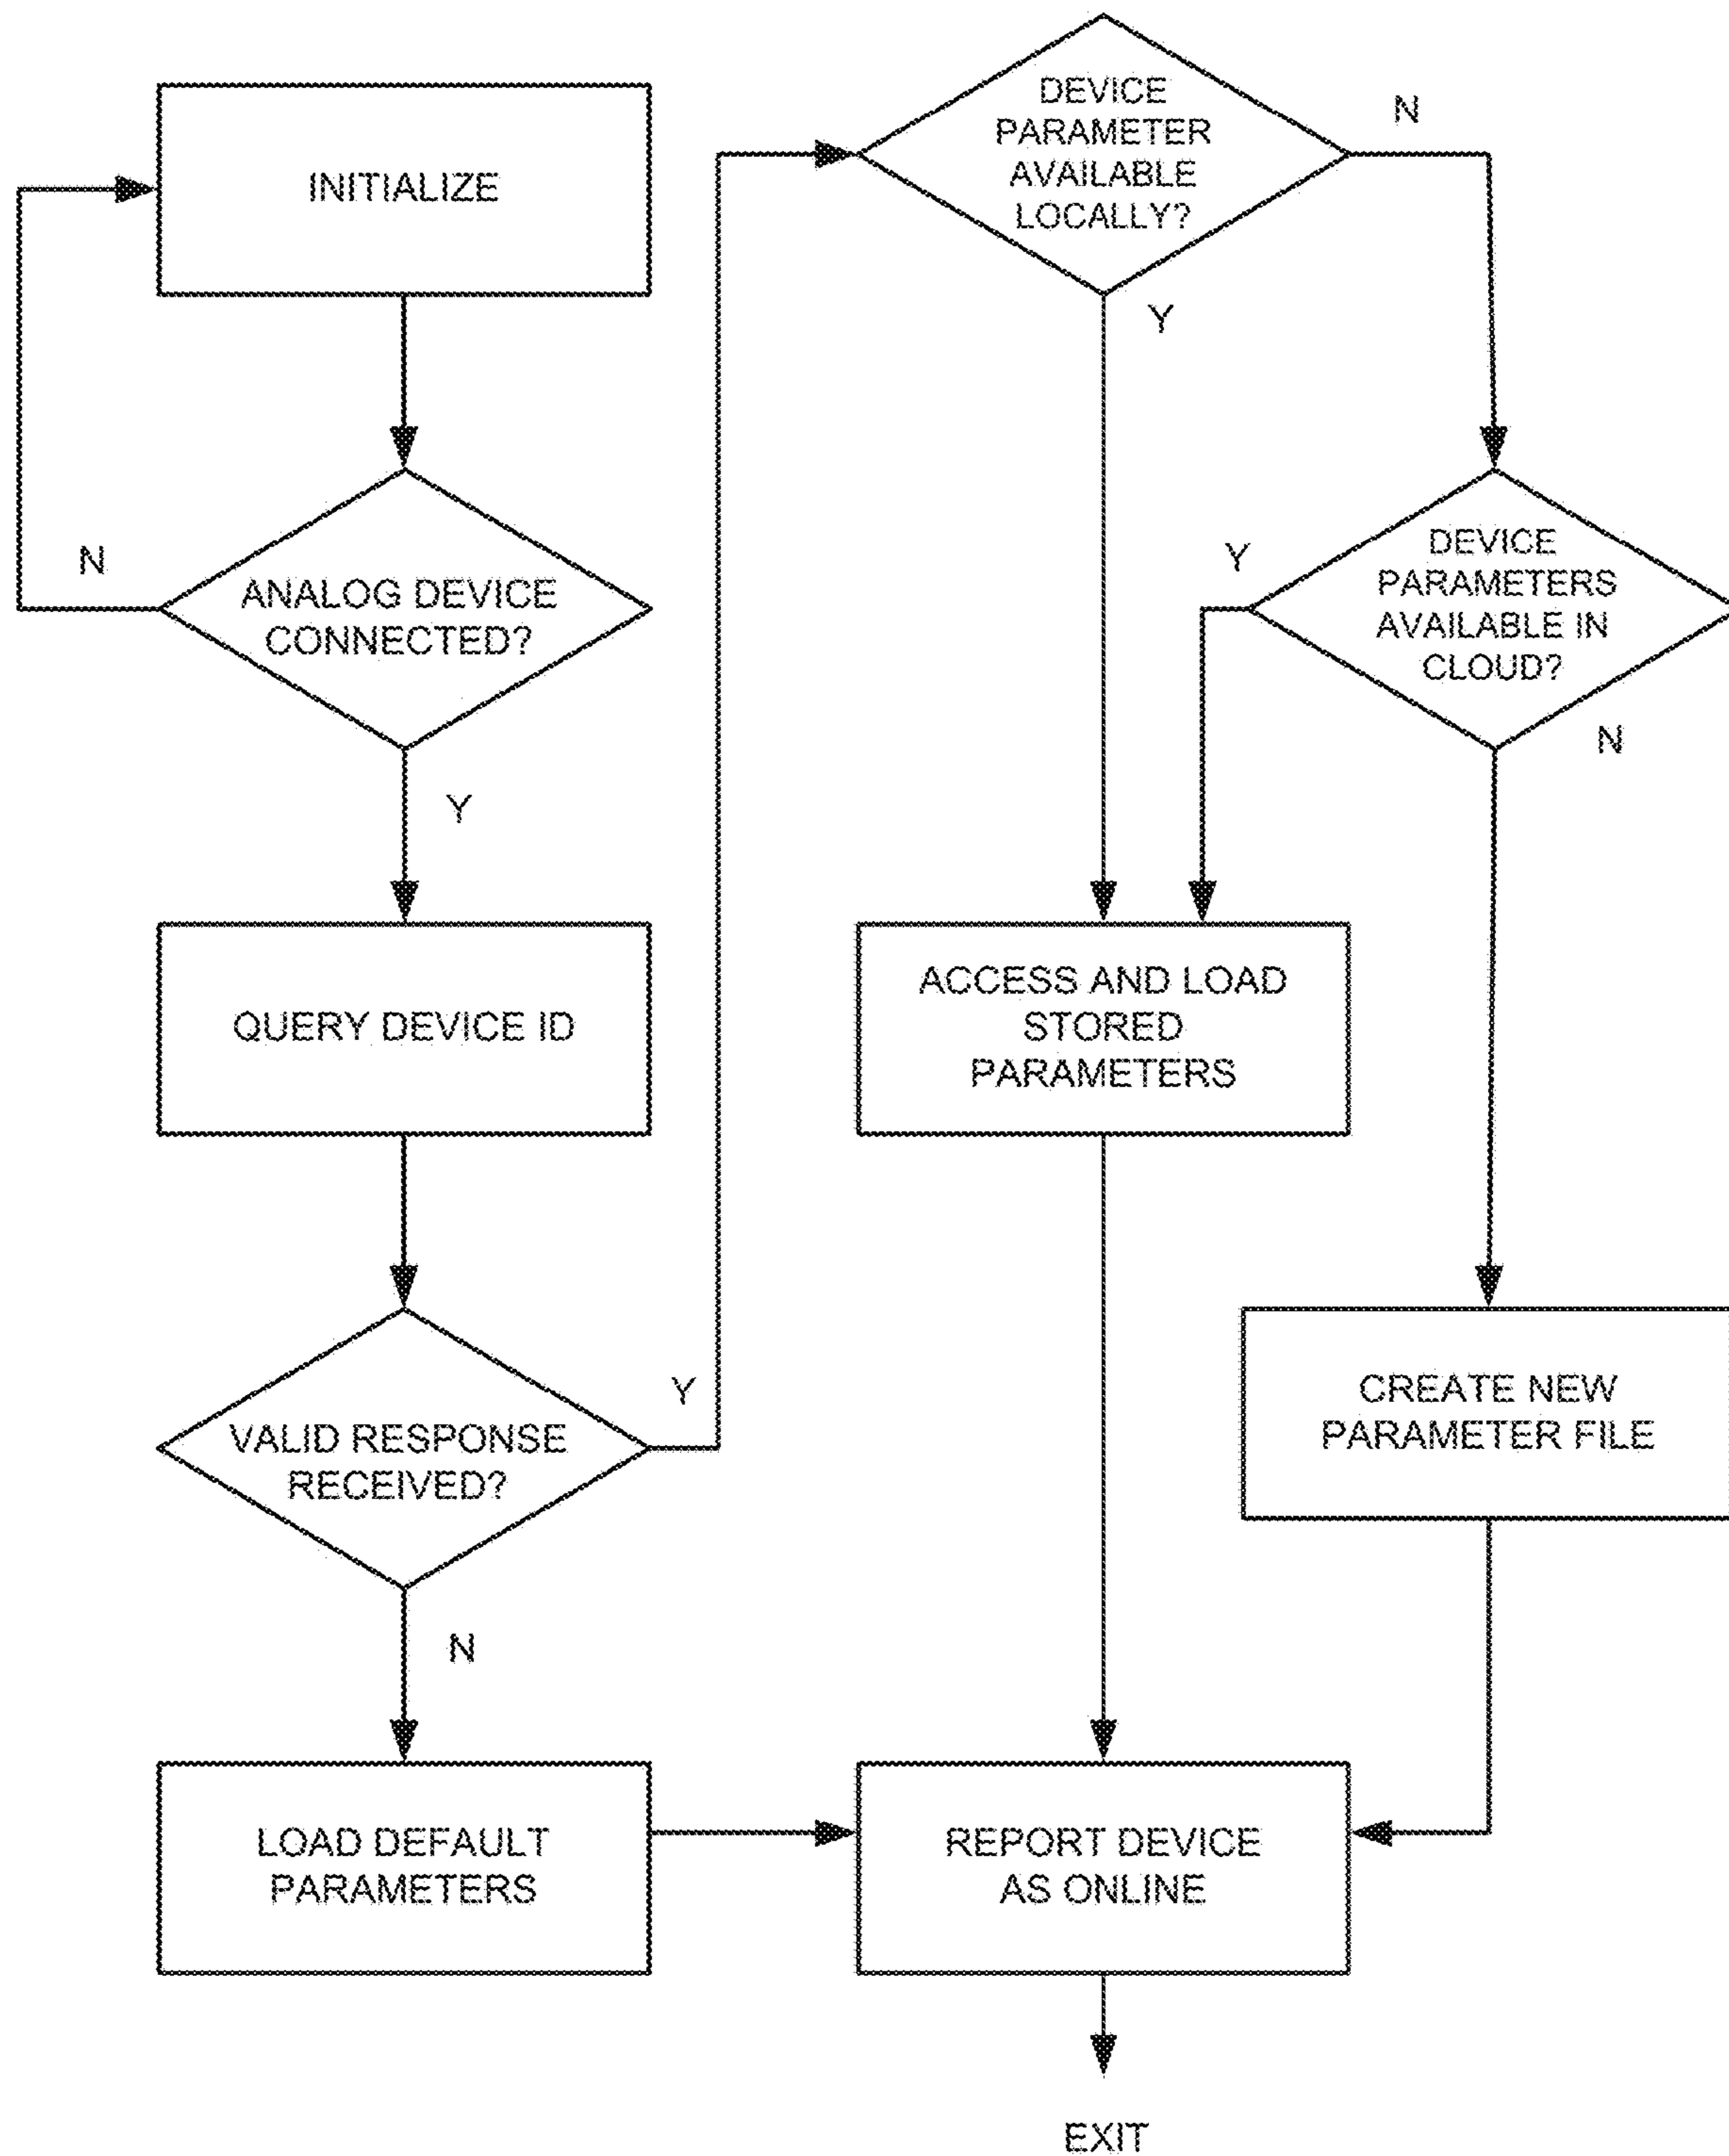 INITIALIZE
N
ANALOG DEVICE
CONNECTED?
Y
QUERY DEVICE ID
VALID RESPONSE
RECEIVED?
Y
N
LOAD DEFAULT
PARAMETERS
DEVICE
PARAMETER
AVAILABLE
LOCALLY?
N
Y
DEVICE
PARAMETERS
AVAILABLE IN
CLOUD?
Y
N
ACCESS AND LOAD
STORED
PARAMETERS
CREATE NEW
PARAMETER FILE
REPORT DEVICE
AS ONLINE
EXIT